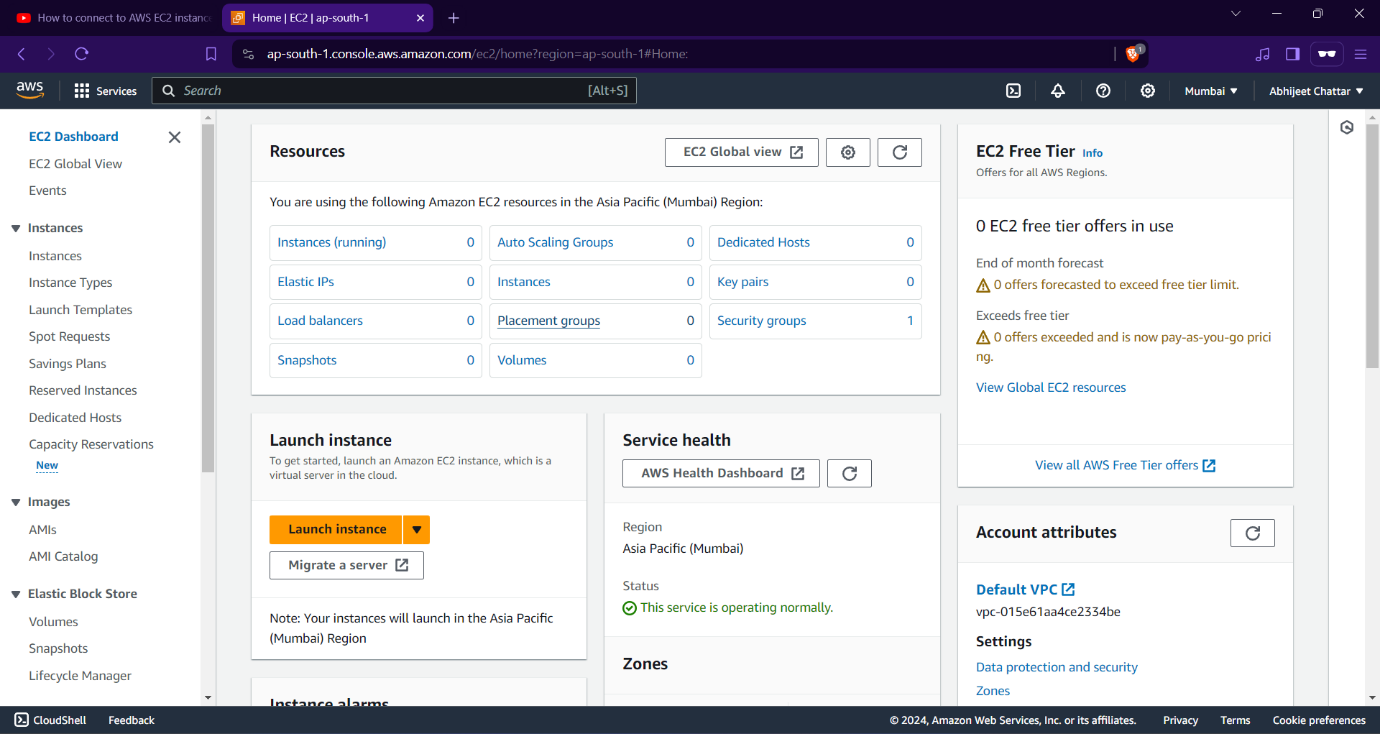 How to connect to AWS EC2 instanc
Home | EC2 | ap-south-1
ap-south-1.console.aws.amazon.com/ec2/home?region=ap-south-1#Home:
1
aws
Services
Search
[Alt+S]
Mumbai
Abhijeet Chattar
EC2 Dashboard
EC2 Global View
Events
Instances
Instances
Instance Types
Launch Templates
Spot Requests
Savings Plans
Reserved Instances
Dedicated Hosts
Capacity Reservations
New
Images
AMIs
AMI Catalog
Elastic Block Store
Volumes
Snapshots
Lifecycle Manager
Resources
EC2 Global view
You are using the following Amazon EC2 resources in the Asia Pacific (Mumbai) Region:
Instances (running) 0
Auto Scaling Groups 0
Dedicated Hosts 0
Elastic IPs 0
Instances 0
Key pairs 0
Load balancers 0
Placement groups 0
Security groups 1
Snapshots 0
Volumes 0
Launch instance
To get started, launch an Amazon EC2 instance, which is a
virtual server in the cloud.
Launch instance
Migrate a server
Note: Your instances will launch in the Asia Pacific
(Mumbai) Region
Instance alarms
Service health
AWS Health Dashboard
Region
Asia Pacific (Mumbai)
Status
This service is operating normally.
Zones
EC2 Free Tier Info
Offers for all AWS Regions.
0 EC2 free tier offers in use
End of month forecast
0 offers forecasted to exceed free tier limit.
Exceeds free tier
0 offers exceeded and is now pay-as-you-go prici
ng.
View Global EC2 resources
View all AWS Free Tier offers
Account attributes
Default VPC
vpc-015e61aa4ce2334be
Settings
Data protection and security
Zones
CloudShell
Feedback
© 2024, Amazon Web Services, Inc. or its affiliates.
Privacy
Terms
Cookie preferences